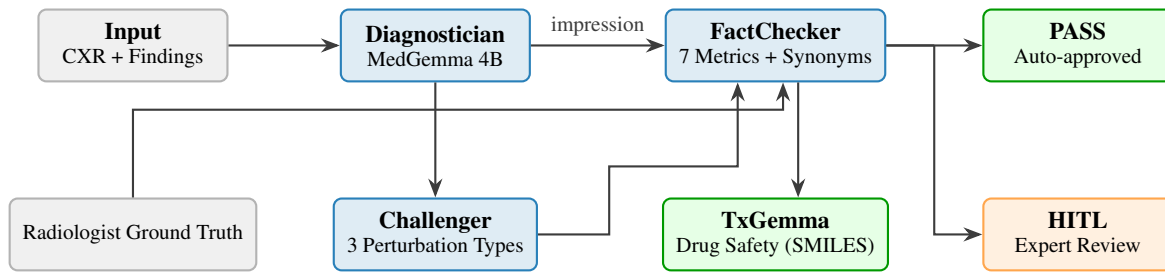 Input
CXR + Findings
Diagnostician
MedGemma 4B
impression
FactChecker
7 Metrics + Synonyms
PASS
Auto-approved
Radiologist Ground Truth
Challenger
3 Perturbation Types
TxGemma
Drug Safety (SMILES)
HITL
Expert Review